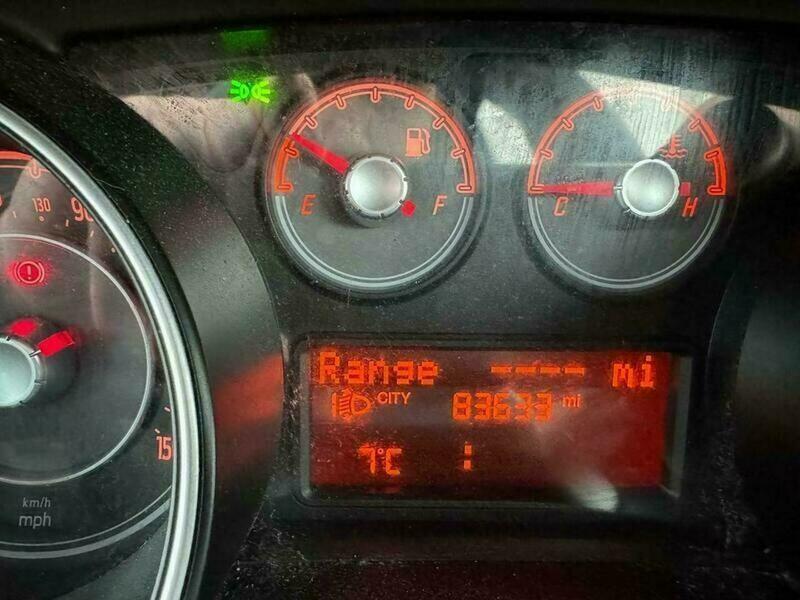 E F
C H
130 90
Range ---- mi
CITY 83633 mi
7°C :
15
km/h
mph